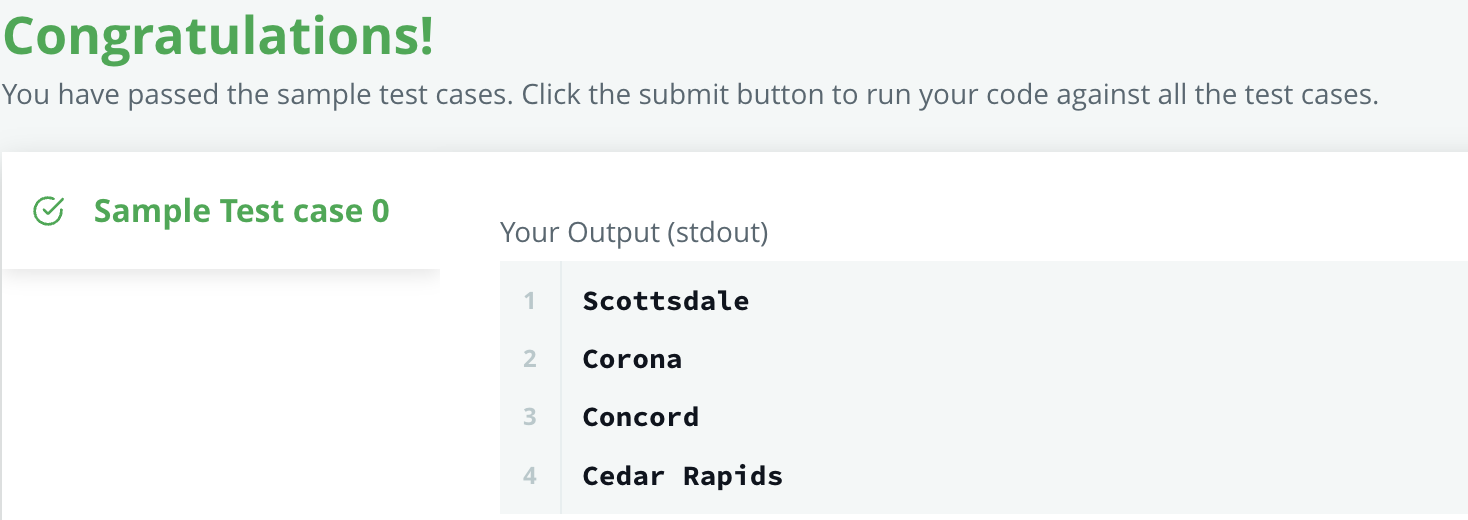 Congratulations!
You have passed the sample test cases. Click the submit button to run your code against all the test cases.
Sample Test case 0
Your Output (stdout)
1 Scottsdale
2 Corona
3 Concord
4 Cedar Rapids